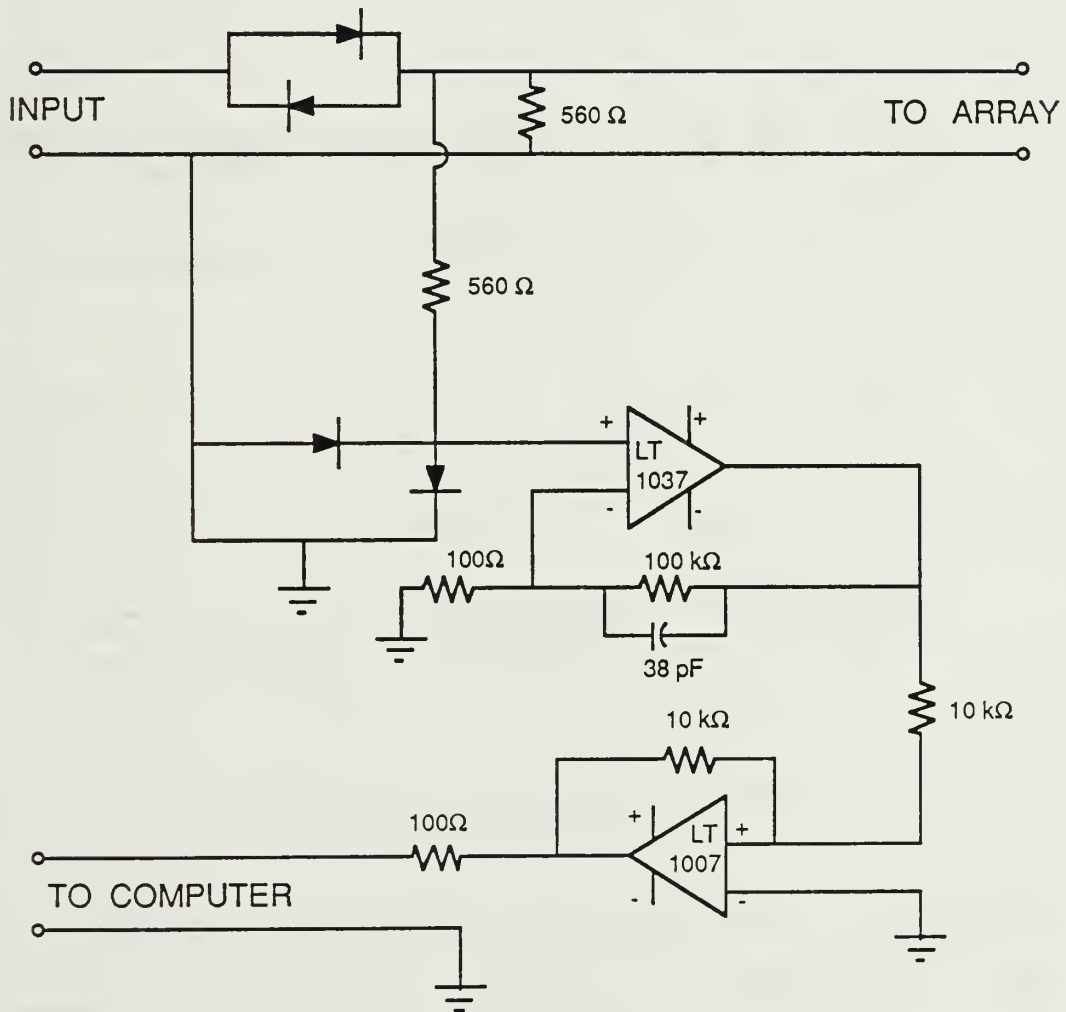 INPUT
560 Ω
TO ARRAY
560 Ω
+
+
LT
1037
-
-
100Ω
100 kΩ
38 pF
10 kΩ
10 kΩ
100Ω
+
LT
+
1007
-
-
TO COMPUTER